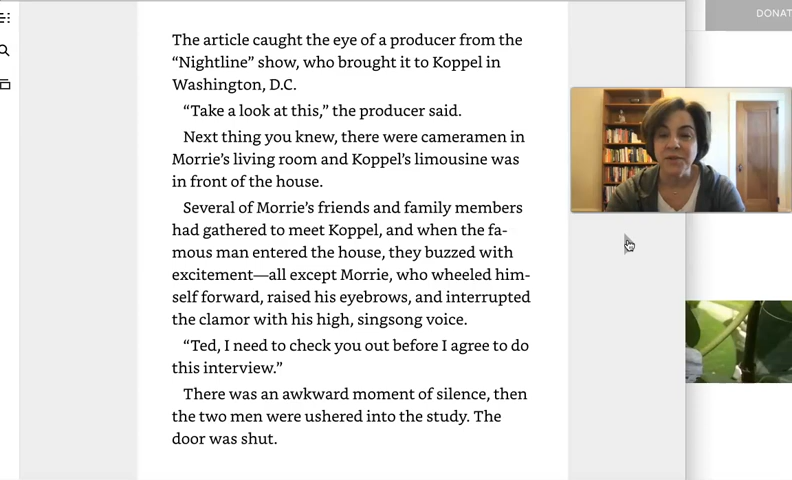 DONAT
The article caught the eye of a producer from the
“Nightline” show, who brought it to Koppel in
Washington, D.C.
“Take a look at this,” the producer said.
Next thing you knew, there were cameramen in
Morrie’s living room and Koppel’s limousine was
in front of the house.
Several of Morrie’s friends and family members
had gathered to meet Koppel, and when the fa-
mous man entered the house, they buzzed with
excitement—all except Morrie, who wheeled him-
self forward, raised his eyebrows, and interrupted
the clamor with his high, singsong voice.
“Ted, I need to check you out before I agree to do
this interview.”
There was an awkward moment of silence, then
the two men were ushered into the study. The
door was shut.